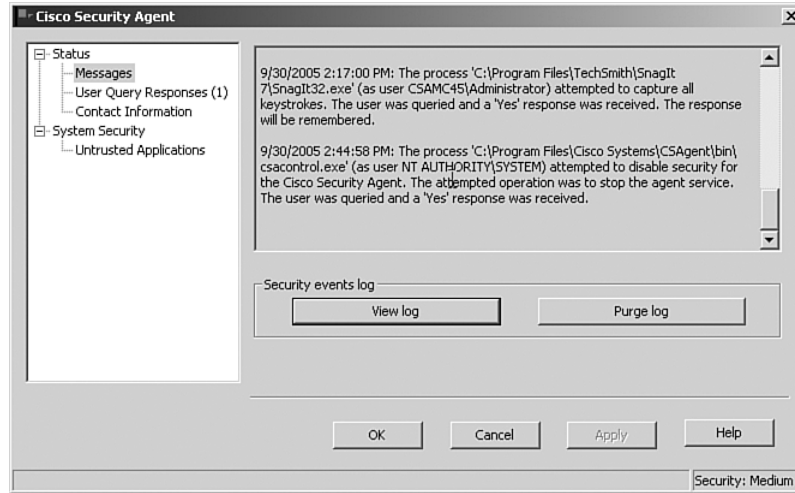 Cisco Security Agent
Status
Messages
User Query Responses (1)
Contact Information
System Security
Untrusted Applications
9/30/2005 2:17:00 PM: The process 'C:\Program Files\TechSmith\SnagIt
7\SnagIt32.exe' (as user CSAMC45\Administrator) attempted to capture all
keystrokes. The user was queried and a 'Yes' response was received. The response
will be remembered.
9/30/2005 2:44:58 PM: The process 'C:\Program Files\Cisco Systems\CSAgent\bin\
csacontrol.exe' (as user NT AUTHORITY\SYSTEM) attempted to disable security for
the Cisco Security Agent. The attempted operation was to stop the agent service.
The user was queried and a 'Yes' response was received.
Security events log
View log
Purge log
OK
Cancel
Apply
Help
Security: Medium